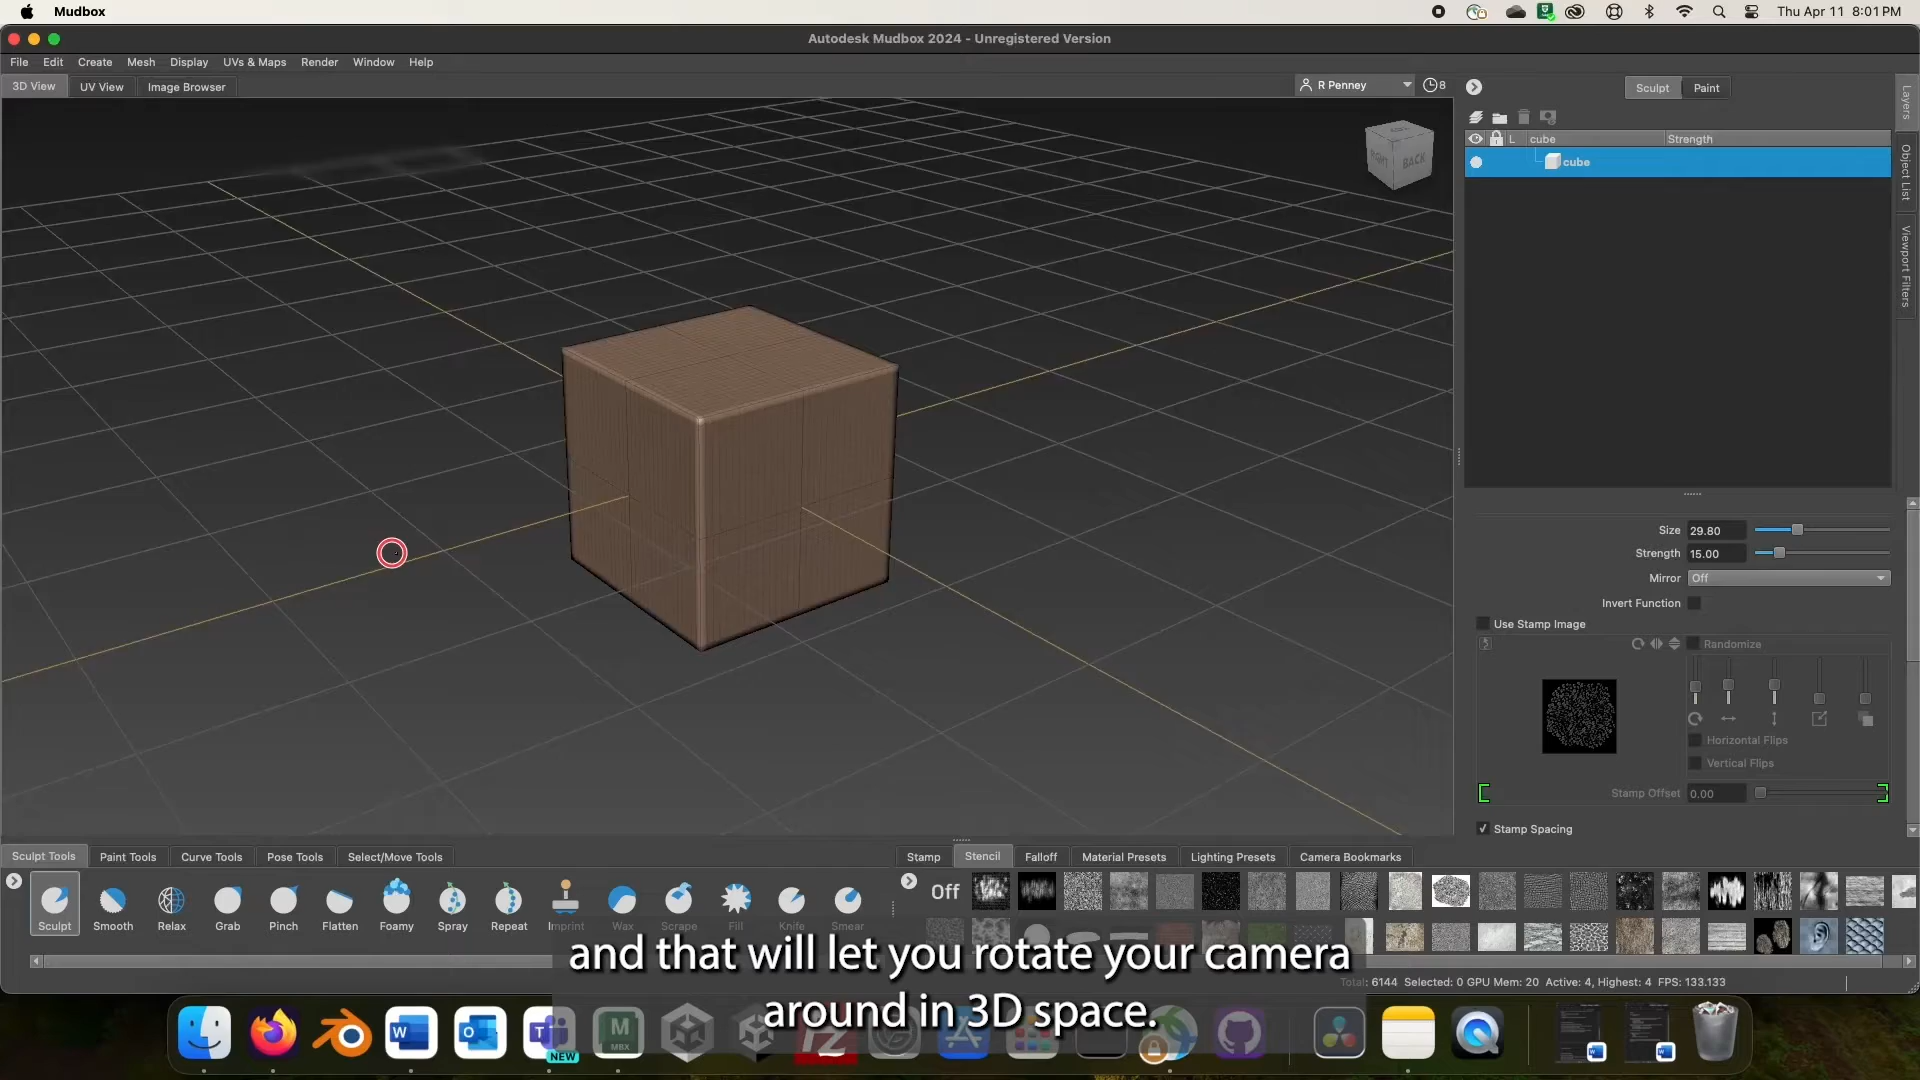 Mudbox
Thu Apr 11 8:01 PM
Autodesk Mudbox 2024 - Unregistered Version
File Edit Create Mesh Display UVs & Maps Render Window Help
3D View UV View Image Browser
R Penney
8
Sculpt Paint
Layers
Object List
Viewport Filters
L cube Strength
cube
RIGHT BACK
Size 29.80
Strength 15.00
Mirror Off
Invert Function
Use Stamp Image
Randomize
Horizontal Flips
Vertical Flips
Stamp Offset 0.00
Stamp Spacing
Sculpt Tools Paint Tools Curve Tools Pose Tools Select/Move Tools
Stamp Stencil Falloff Material Presets Lighting Presets Camera Bookmarks
Off
Sculpt Smooth Relax Grab Pinch Flatten Foamy Spray Repeat Imprint Wax Scrape Fill Knife Smear
and that will let you rotate your camera
around in 3D space.
Total: 6144 Selected: 0 GPU Mem: 20 Active: 4, Highest: 4 FPS: 133.133
W
M
MBX
NEW
W
W